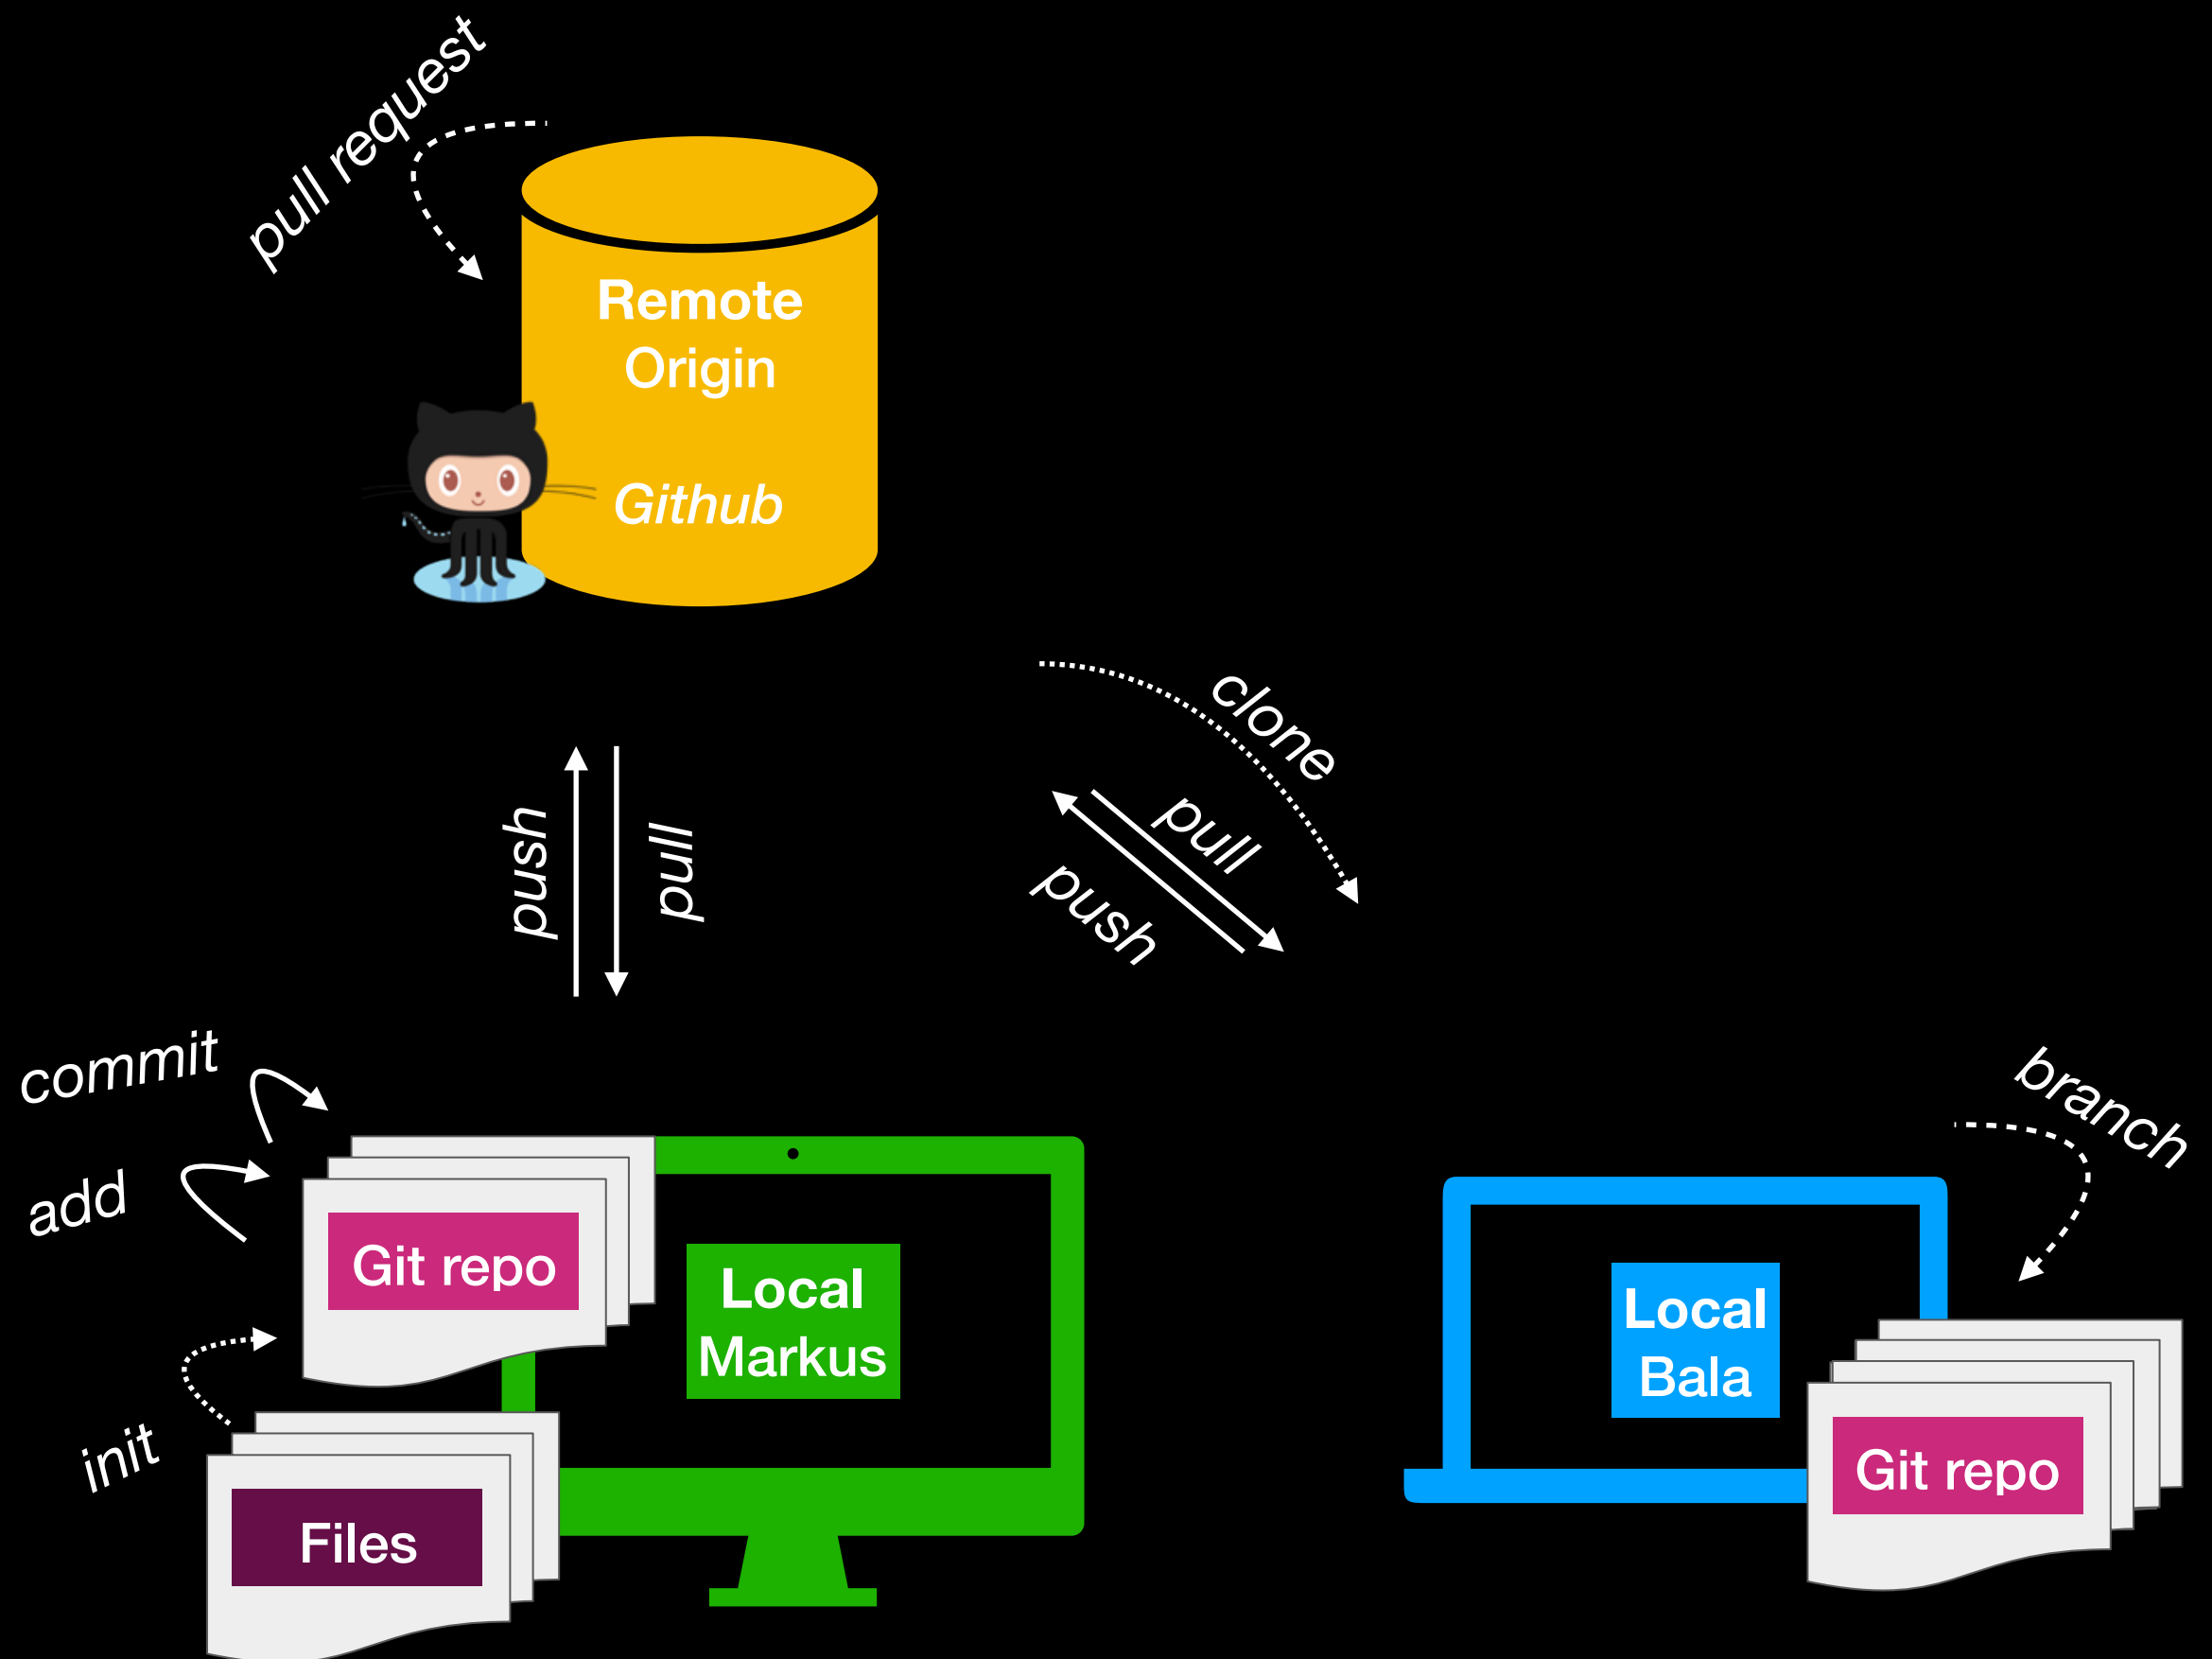 pull request
Remote
Origin
Github
clone
pull
push
push
pull
commit
add
init
Git repo
Files
Local
Markus
branch
Local
Bala
Git repo